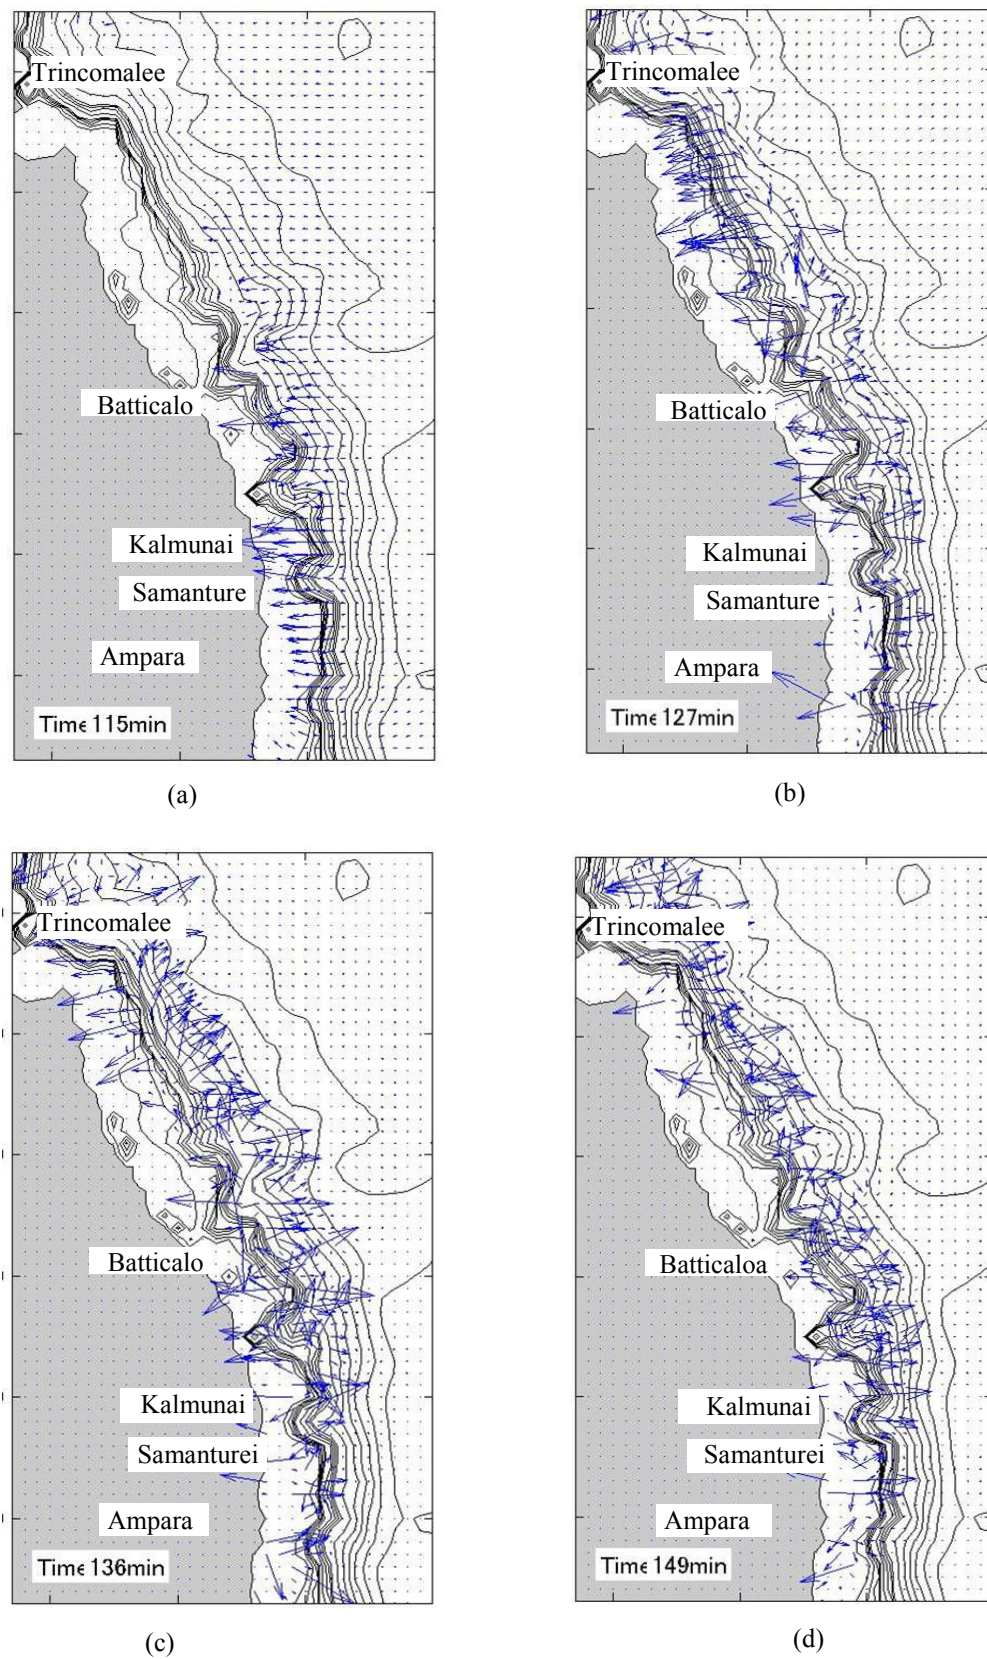 Trincomalee
Batticalo
Kalmunai
Samanture
Ampara
Time 115min
(a)
Trincomalee
Batticalo
Kalmunai
Samanture
Ampara
Time 127min
(b)
Trincomalee
Batticalo
Kalmunai
Samanturei
Ampara
Time 136min
(c)
Trincomalee
Batticaloa
Kalmunai
Samanturei
Ampara
Time 149min
(d)